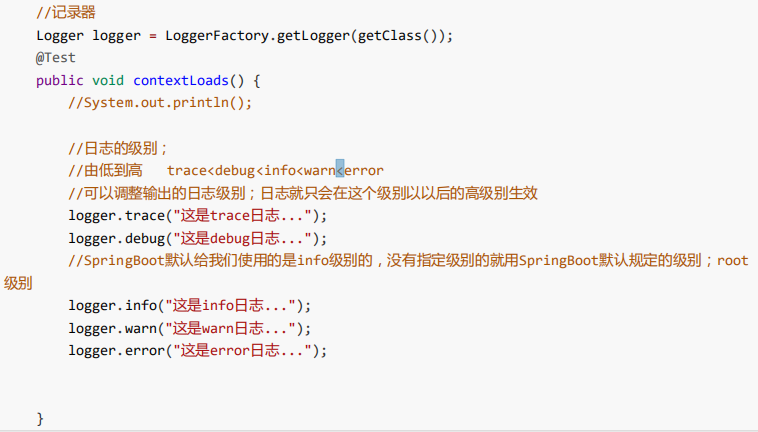 //记录器
Logger logger = LoggerFactory.getLogger(getClass());
@Test
public void contextLoads() {
//System.out.println();
//日志的级别；
//由低到高 trace<debug<info<warn<error
//可以调整输出的日志级别；日志就只会在这个级别以以后的高级别生效
logger.trace("这是trace日志...");
logger.debug("这是debug日志...");
//SpringBoot默认给我们使用的是info级别的，没有指定级别的就用SpringBoot默认规定的级别；root
级别
logger.info("这是info日志...");
logger.warn("这是warn日志...");
logger.error("这是error日志...");
}